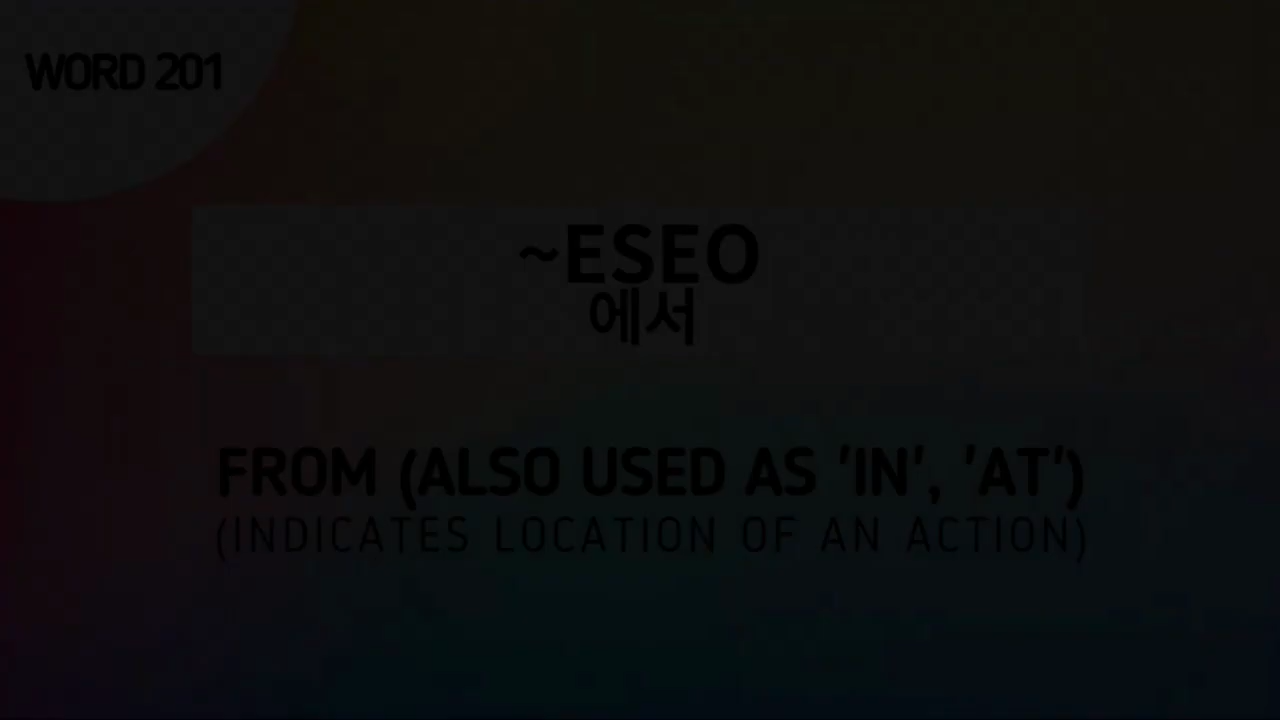 WORD 201
~ESEO
에서
FROM (ALSO USED AS 'IN', 'AT')
(INDICATES LOCATION OF AN ACTION)